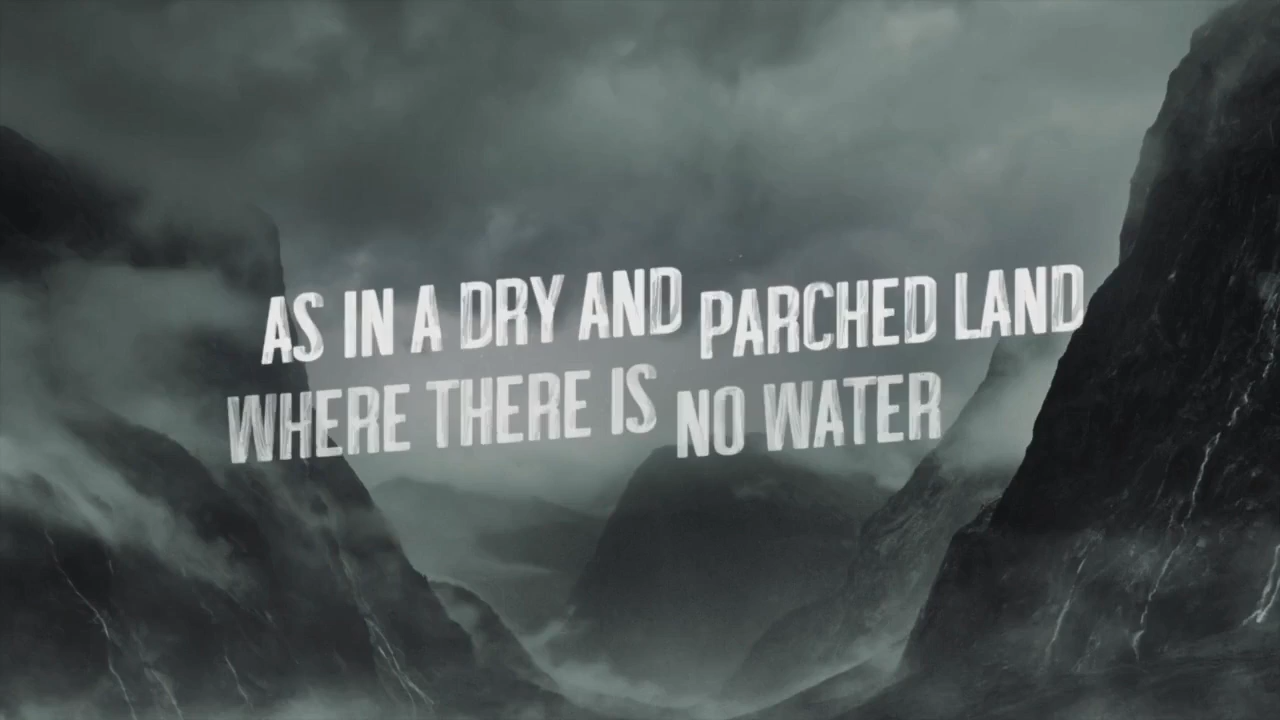 AS IN A DRY AND PARCHED LAND
WHERE THERE IS NO WATER